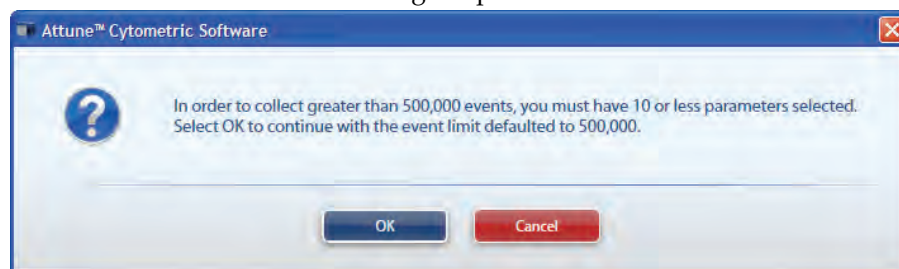 Attune™ Cytometric Software
In order to collect greater than 500,000 events, you must have 10 or less parameters selected.
Select OK to continue with the event limit defaulted to 500,000.
OK
Cancel